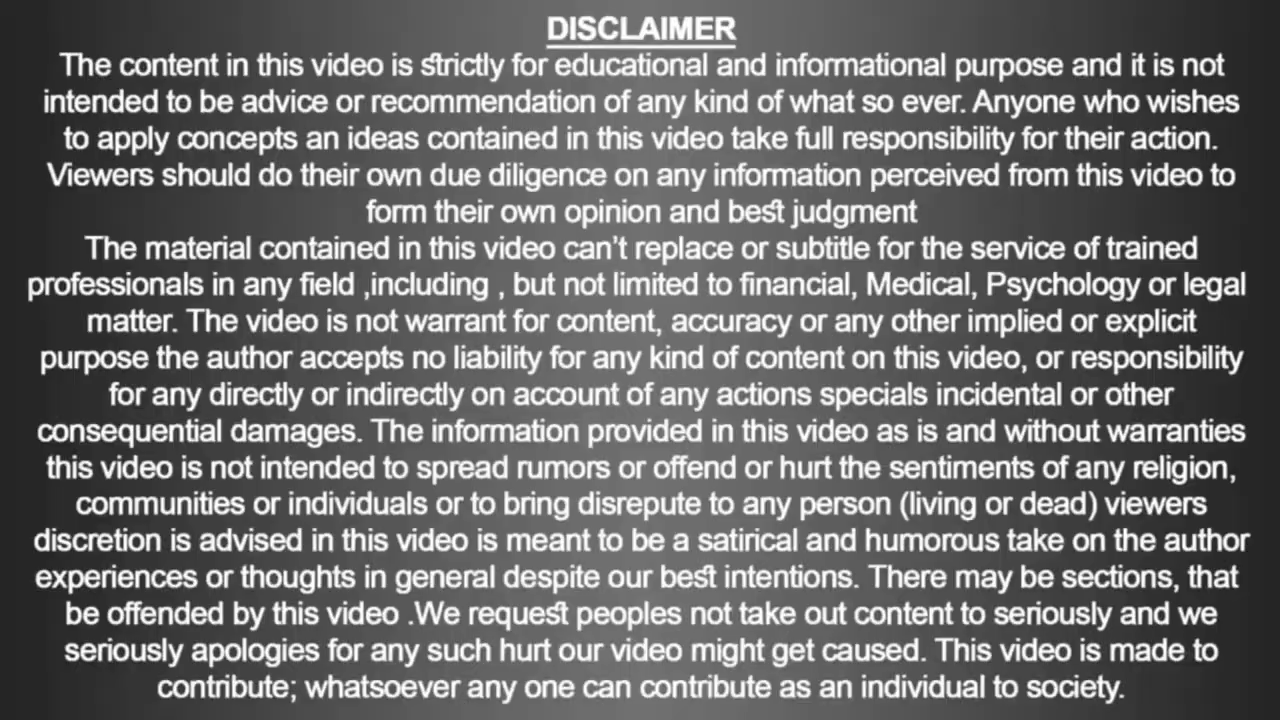 DISCLAIMER
The content in this video is strictly for educational and informational purpose and it is not
intended to be advice or recommendation of any kind of what so ever. Anyone who wishes
to apply concepts an ideas contained in this video take full responsibility for their action.
Viewers should do their own due diligence on any information perceived from this video to
form their own opinion and best judgment
The material contained in this video can't replace or subtitle for the service of trained
professionals in any field ,including , but not limited to financial, Medical, Psychology or legal
matter. The video is not warrant for content, accuracy or any other implied or explicit
purpose the author accepts no liability for any kind of content on this video, or responsibility
for any directly or indirectly on account of any actions specials incidental or other
consequential damages. The information provided in this video as is and without warranties
this video is not intended to spread rumors or offend or hurt the sentiments of any religion,
communities or individuals or to bring disrepute to any person (living or dead) viewers
discretion is advised in this video is meant to be a satirical and humorous take on the author
experiences or thoughts in general despite our best intentions. There may be sections, that
be offended by this video .We request peoples not take out content to seriously and we
seriously apologies for any such hurt our video might get caused. This video is made to
contribute; whatsoever any one can contribute as an individual to society.